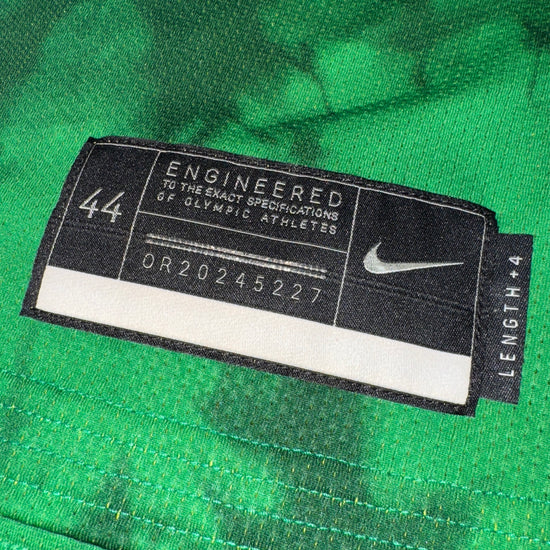 44
ENGINEERED
TO THE EXACT SPECIFICATIONS
OF OLYMPIC ATHLETES
OR20245227
LENGTH+4